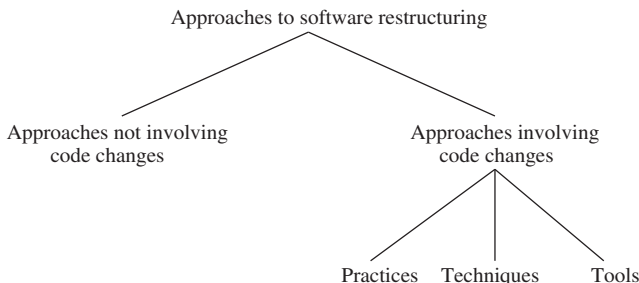 Approaches to software restructuring
Approaches not involving
code changes
Approaches involving
code changes
Practices
Techniques
Tools